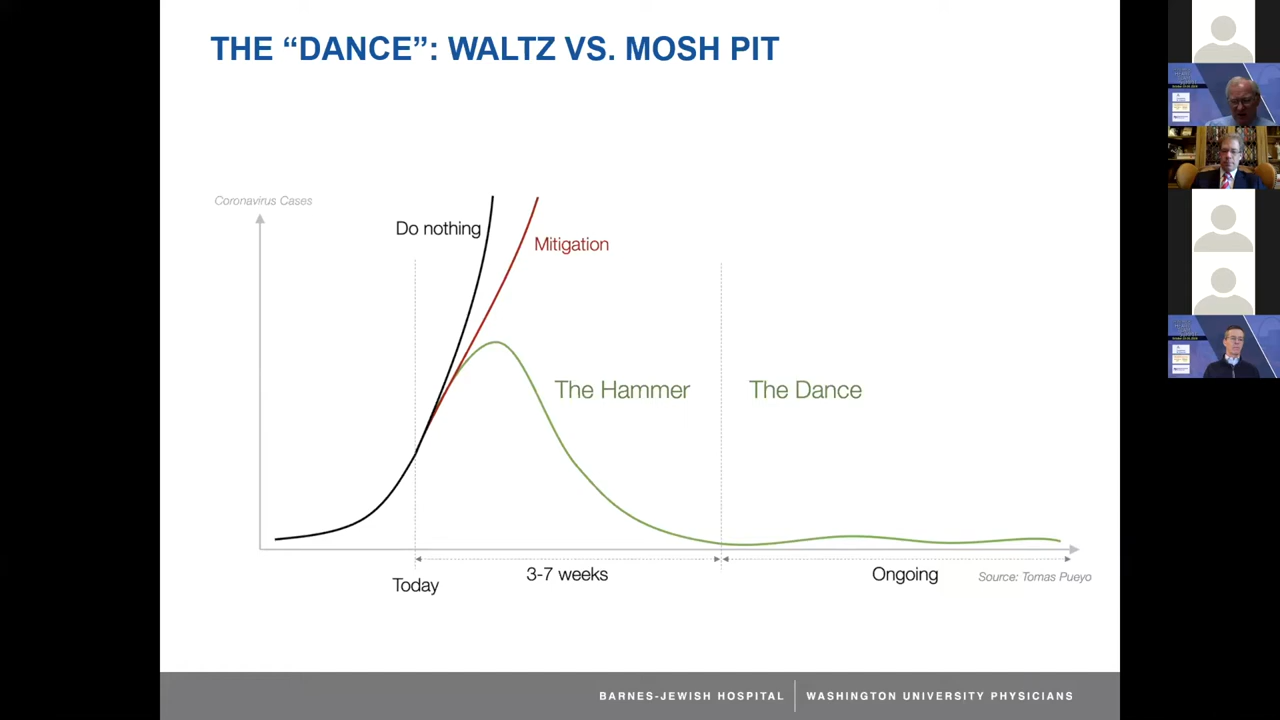 THE “DANCE”: WALTZ VS. MOSH PIT
Coronavirus Cases
Do nothing
Mitigation
The Hammer
The Dance
3-7 weeks
Ongoing
Source: Tomas Pueyo
Today
BARNES-JEWISH HOSPITAL
WASHINGTON UNIVERSITY PHYSICIANS